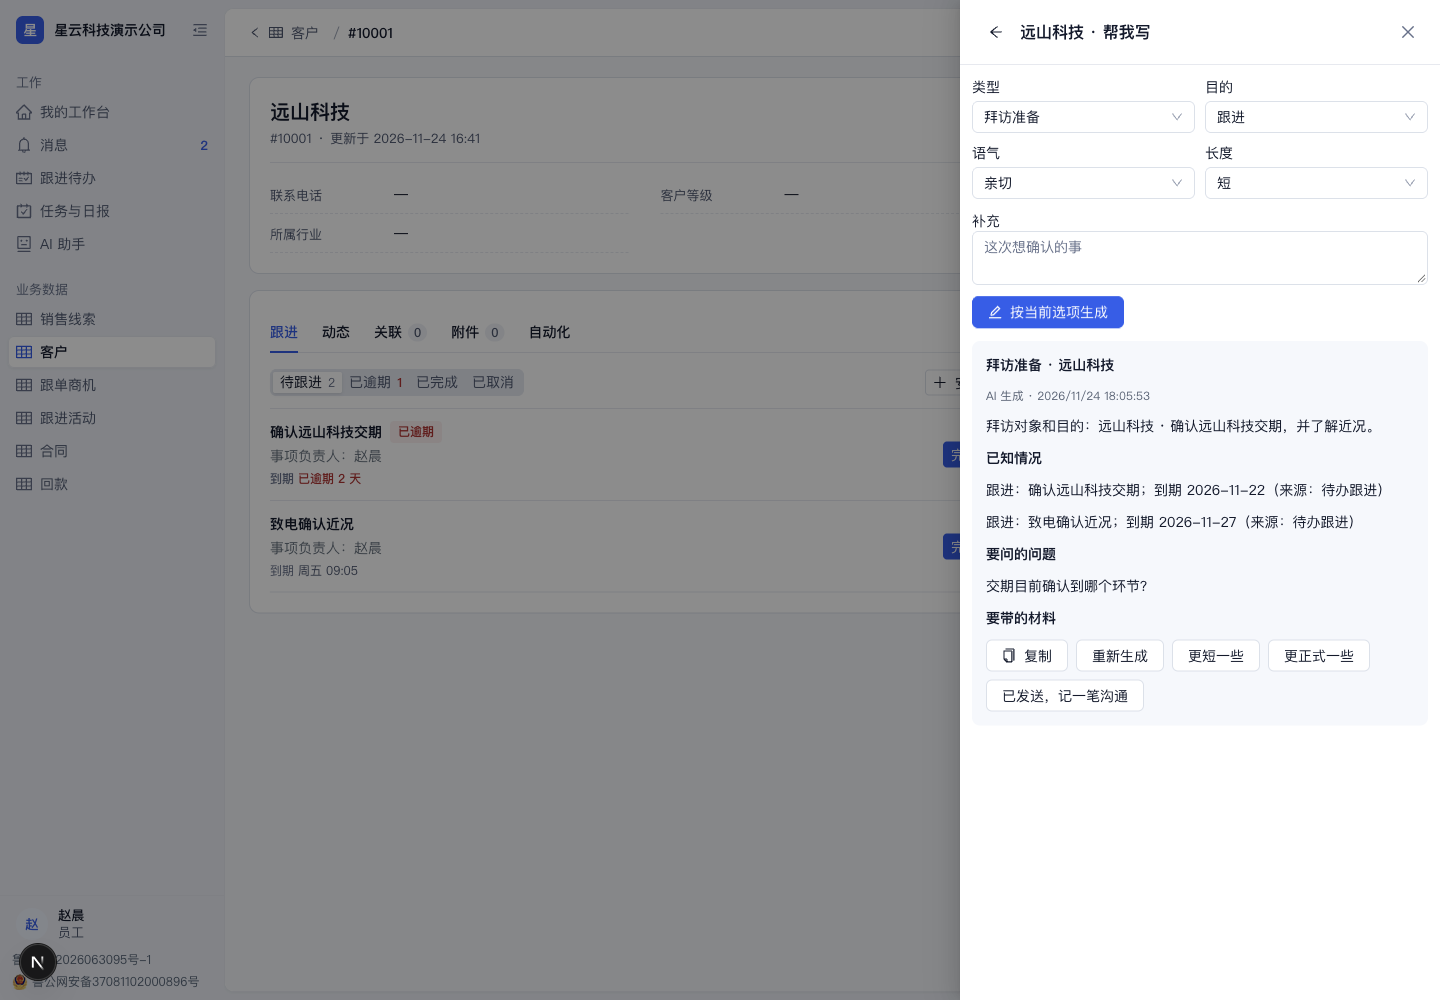 星 星云科技演示公司
工作
我的工作台
消息 2
跟进待办
任务与日报
AI 助手
业务数据
销售线索
客户
跟单商机
跟进活动
合同
回款
赵 赵晨
员工
2026063095号-1
鲁公网安备37081102000896号
N
客户 / #10001
远山科技
#10001 · 更新于 2026-11-24 16:41
联系电话 —
客户等级 —
所属行业 —
跟进 动态 关联 0 附件 0 自动化
待跟进 2 已逾期 1 已完成 已取消
确认远山科技交期 已逾期
事项负责人：赵晨
到期 已逾期 2 天
致电确认近况
事项负责人：赵晨
到期 周五 09:05
远山科技 · 帮我写
类型 目的
拜访准备 跟进
语气 长度
亲切 短
补充
这次想确认的事
按当前选项生成
拜访准备 · 远山科技
AI 生成 · 2026/11/24 18:05:53
拜访对象和目的：远山科技 · 确认远山科技交期，并了解近况。
已知情况
跟进：确认远山科技交期；到期 2026-11-22（来源：待办跟进）
跟进：致电确认近况；到期 2026-11-27（来源：待办跟进）
要问的问题
交期目前确认到哪个环节？
要带的材料
复制 重新生成 更短一些 更正式一些
已发送，记一笔沟通